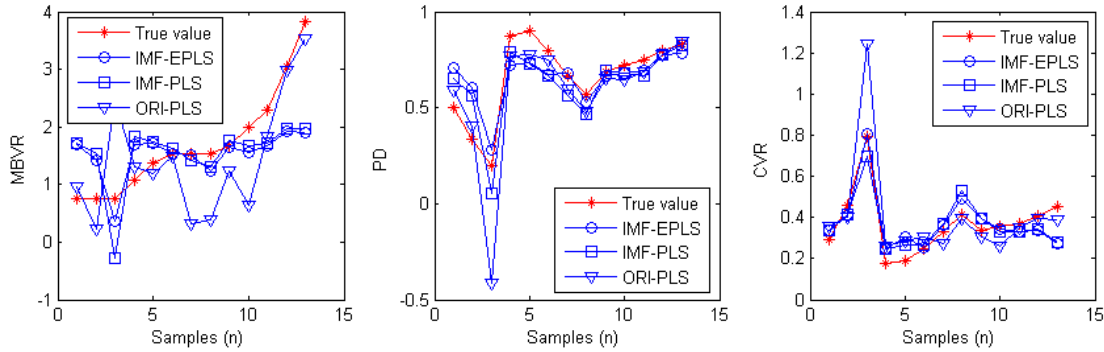 4
3
2
1
0
-1
MBVR
0
5
10
15
Samples (n)
True value
IMF-EPLS
IMF-PLS
ORI-PLS
1
0.5
0
-0.5
PD
0
5
10
15
Samples (n)
True value
IMF-EPLS
IMF-PLS
ORI-PLS
1.4
1.2
1
0.8
0.6
0.4
0.2
0
CVR
0
5
10
15
Samples (n)
True value
IMF-EPLS
IMF-PLS
ORI-PLS